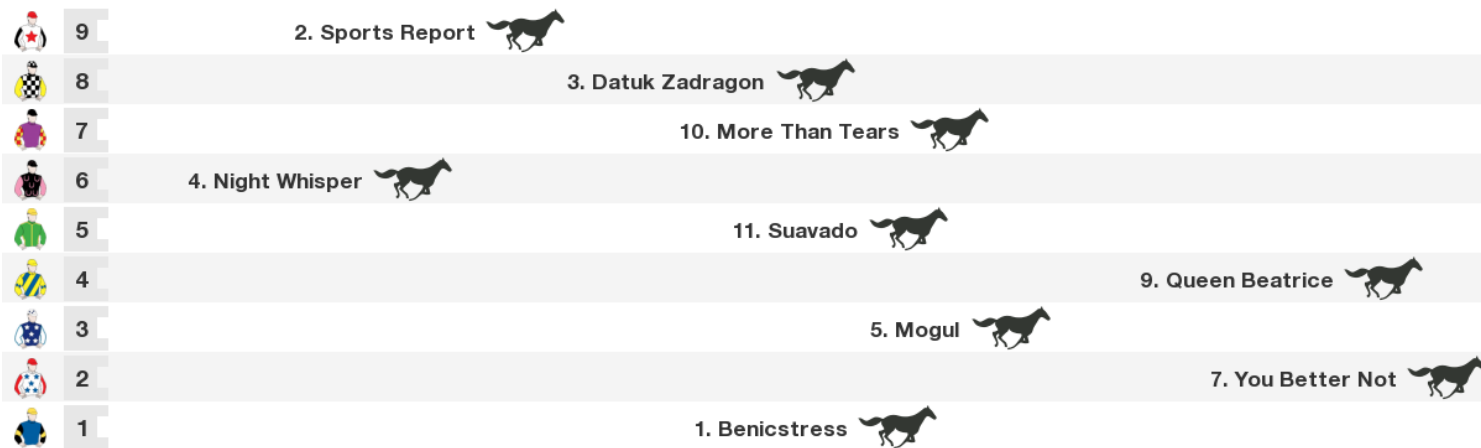 9 2. Sports Report
8 3. Datuk Zadragon
7 10. More Than Tears
6 4. Night Whisper
5 11. Suavado
4 9. Queen Beatrice
3 5. Mogul
2 7. You Better Not
1 1. Benicstress